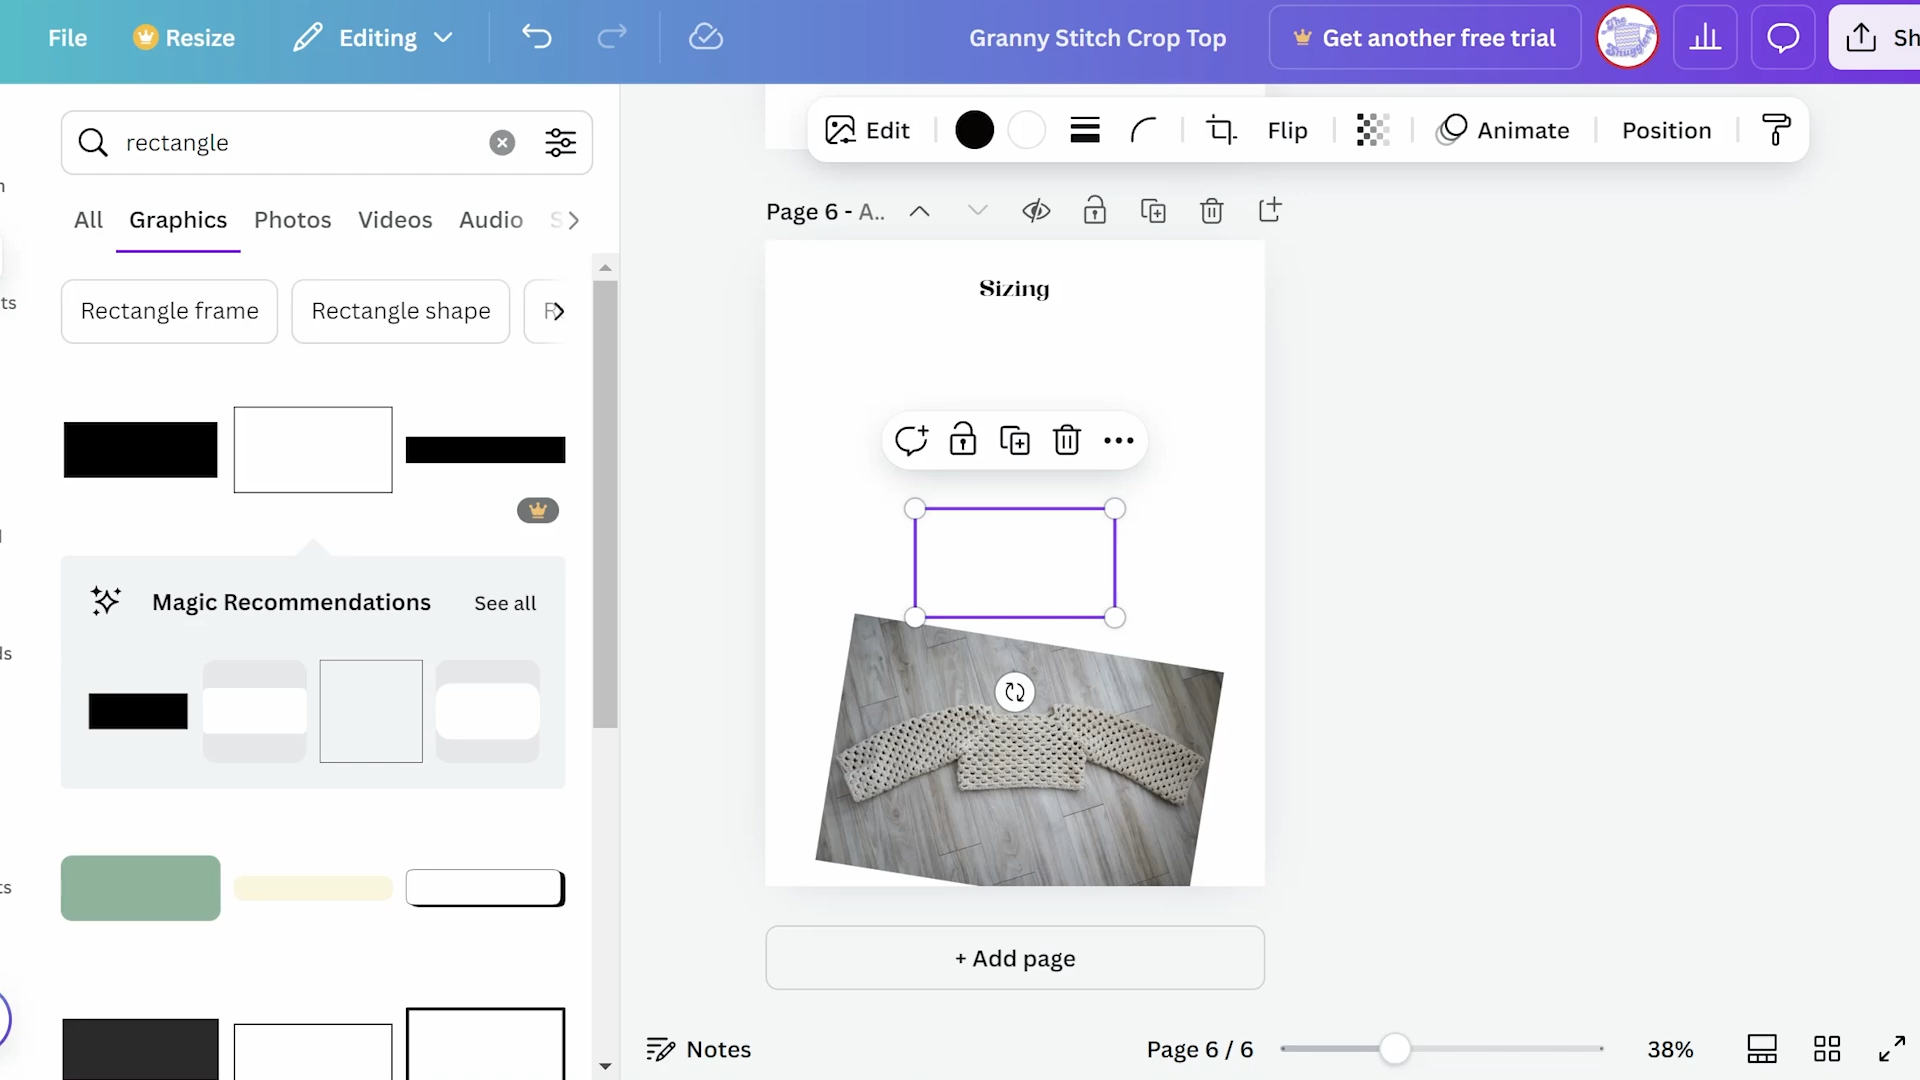 File
Resize
Editing
Granny Stitch Crop Top
Get another free trial
Sh
rectangle
Edit
Flip
Animate
Position
All
Graphics
Photos
Videos
Audio
S
Page 6 - A..
Rectangle frame
Rectangle shape
R
Sizing
Magic Recommendations
See all
+ Add page
Notes
Page 6 / 6
38%